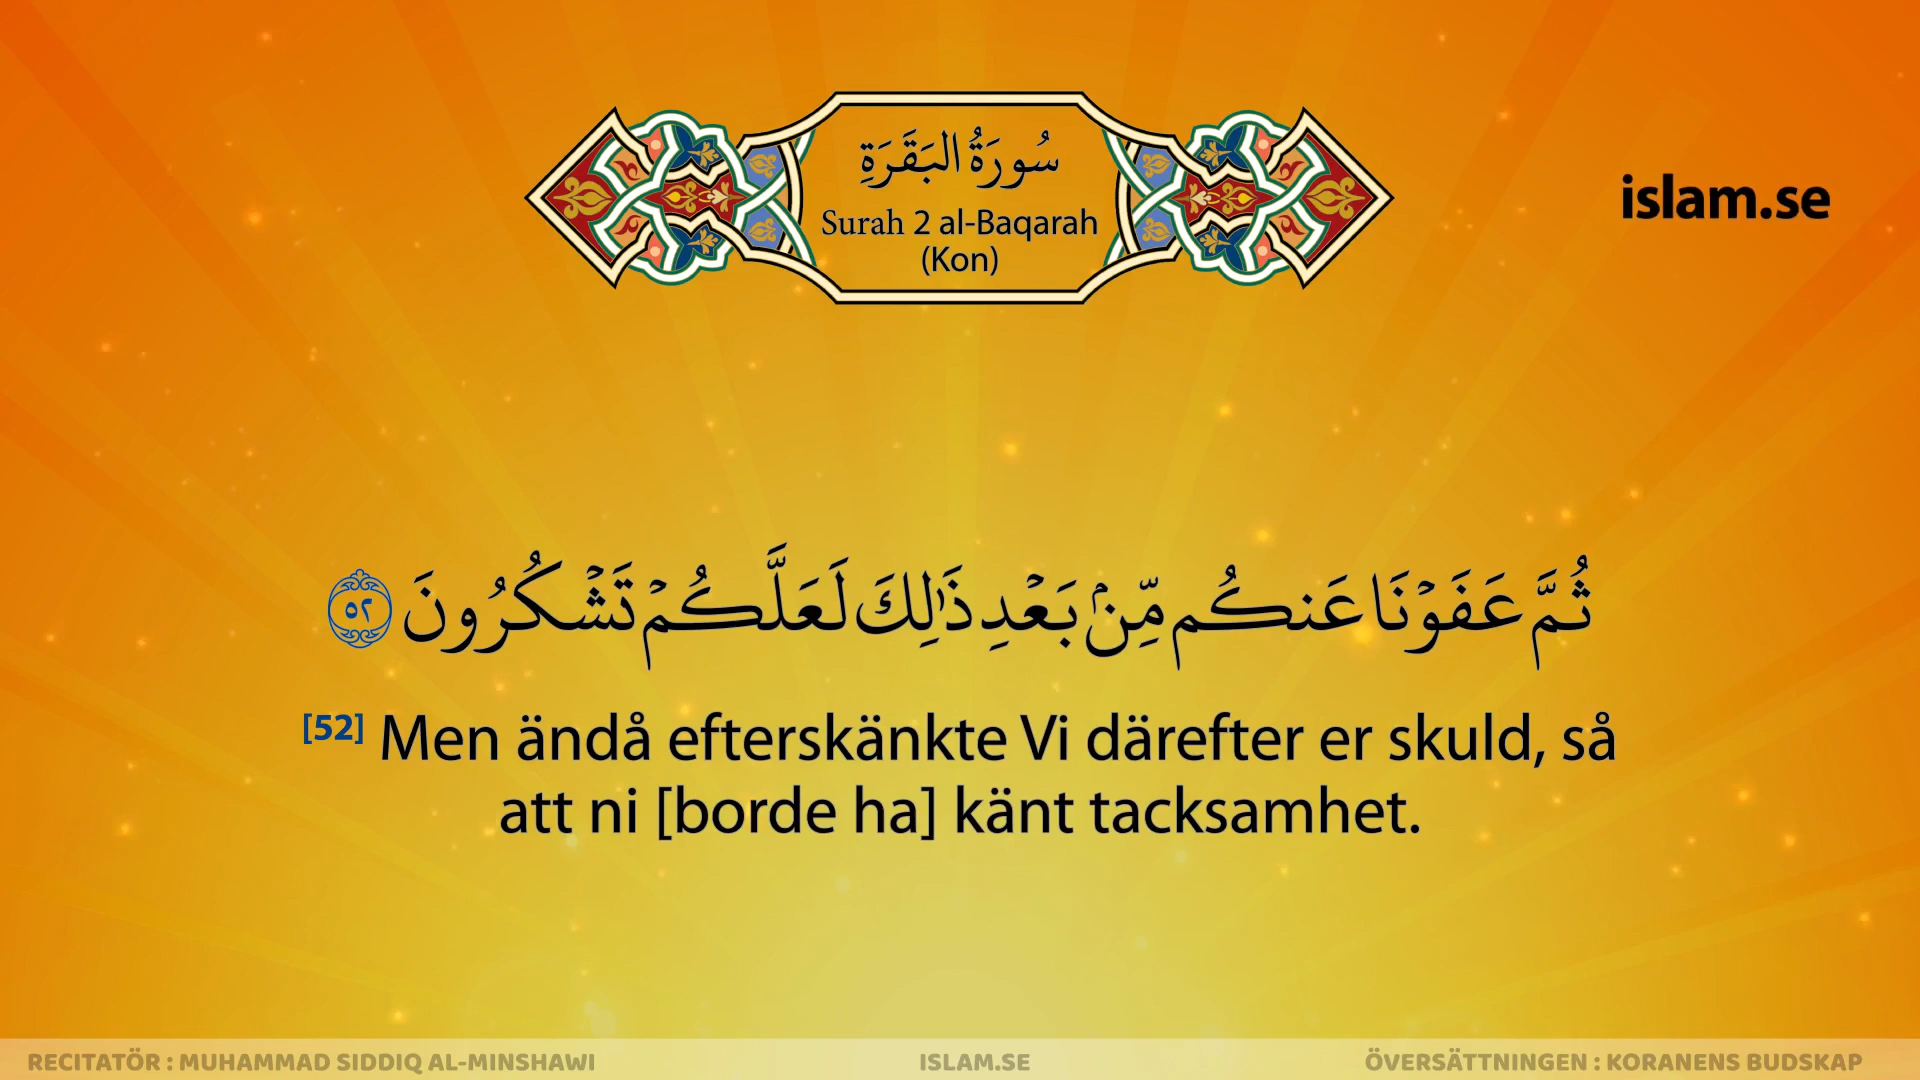 سُورَةُ البَقَرَةِ
Surah 2 al-Baqarah
(Kon)
islam.se
ثُمَّ عَفَوۡنَا عَنكُم مِّنۢ بَعۡدِ ذَٰلِكَ لَعَلَّكُمۡ تَشۡكُرُونَ ٥٢
[52] Men ändå efterskänkte Vi därefter er skuld, så
att ni [borde ha] känt tacksamhet.
RECITATÖR : MUHAMMAD SIDDIQ AL-MINSHAWI
ISLAM.SE
ÖVERSÄTTNINGEN : KORANENS BUDSKAP